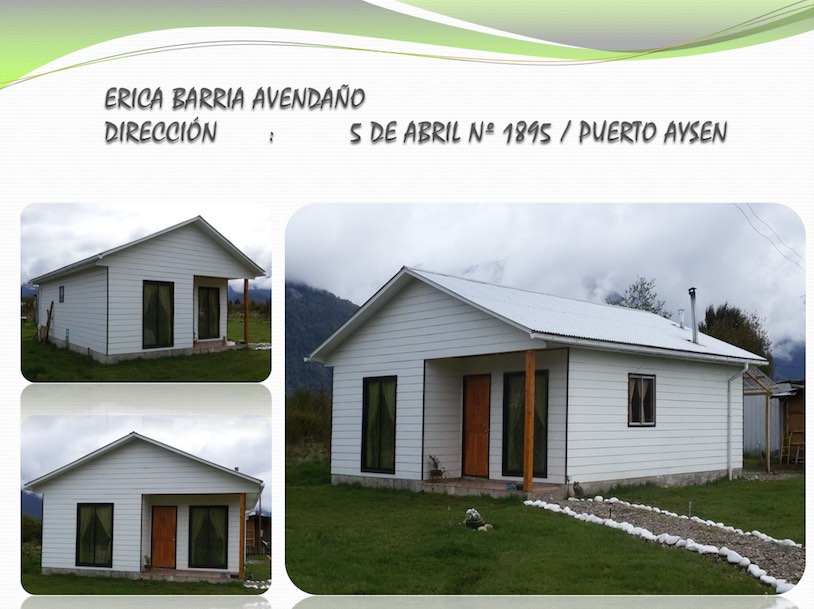 ERICA BARRIA AVENDAÑO
DIRECCIÓN : 5 DE ABRIL Nº 1895 / PUERTO AYSEN